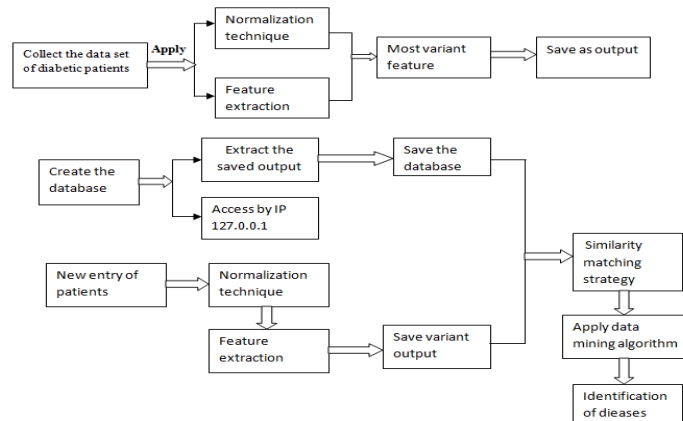 Collect the data set
of diabetic patients
Apply
Normalization
technique
Feature
extraction
Most variant
feature
Save as output
Create the
database
Extract the
saved output
Save the
database
Access by IP
127.0.0.1
New entry of
patients
Normalization
technique
Feature
extraction
Save variant
output
Similarity
matching
strategy
Apply data
mining algorithm
Identification
of dieases